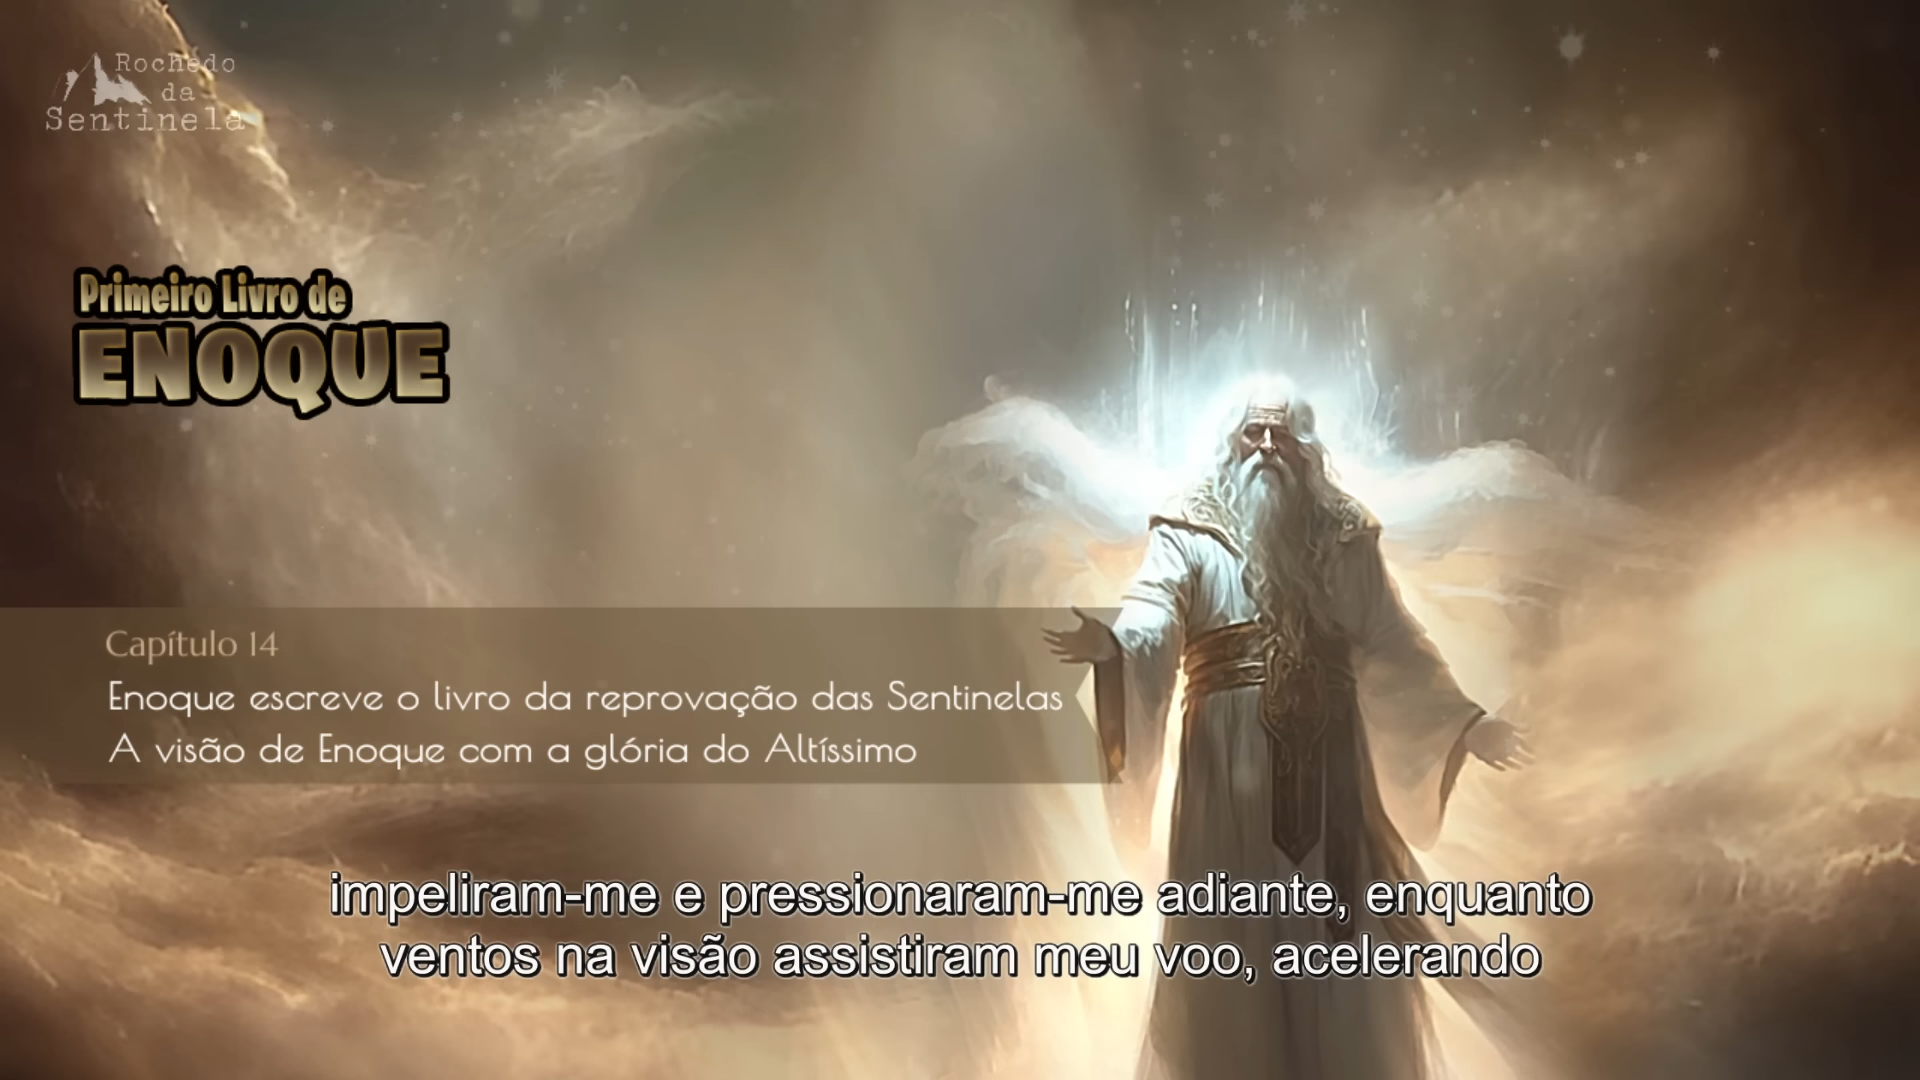 Rochedo
da
Sentinela
Primeiro Livro de
ENOQUE
Capítulo 14
Enoque escreve o livro da reprovação das Sentinelas
A visão de Enoque com a glória do Altíssimo
impeliram-me e pressionaram-me adiante, enquanto
ventos na visão assistiram meu voo, acelerando